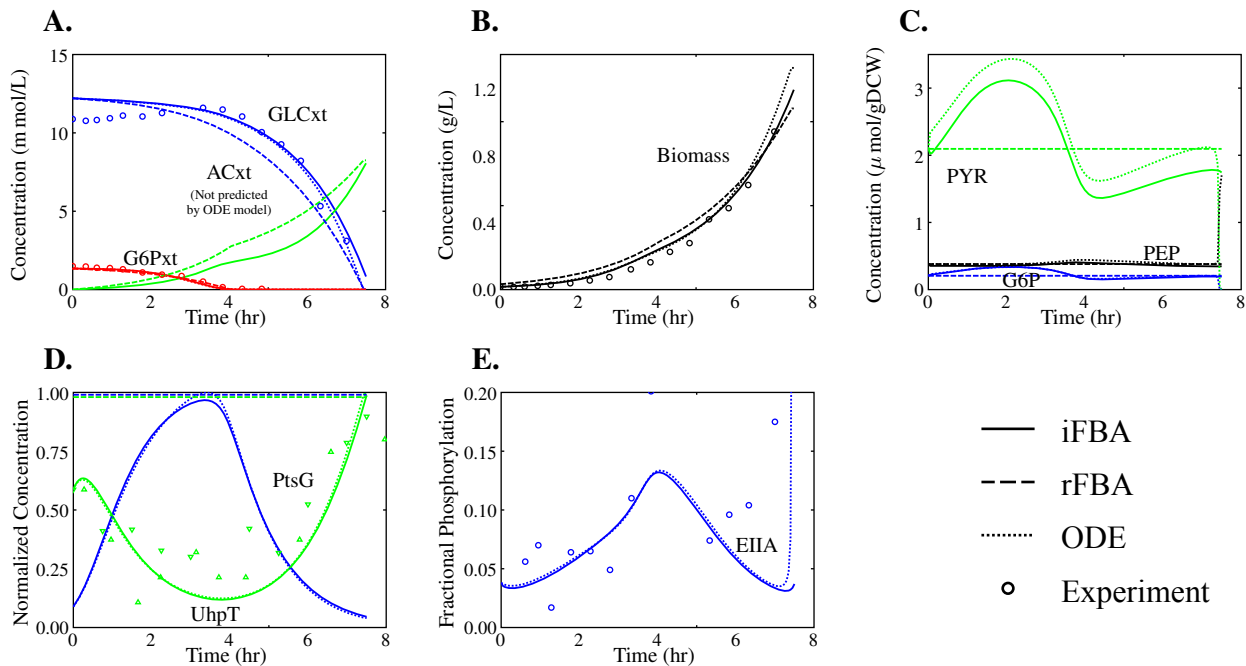 A.
Concentration (m mol/L)
15
10
5
0
GLCxt
ACxt
(Not predicted
by ODE model)
G6Pxt
0 2 4 6 8
Time (hr)
B.
Concentration (g/L)
1.2
0.8
0.4
0.0
Biomass
0 2 4 6 8
Time (hr)
C.
Concentration (μ mol/gDCW)
3
2
1
0
PYR
PEP
G6P
0 2 4 6 8
Time (hr)
D.
Normalized Concentration
1.00
0.75
0.50
0.25
0.00
PtsG
UhpT
0 2 4 6 8
Time (hr)
E.
Fractional Phosphorylation
0.20
0.15
0.10
0.05
0.00
EIIA
0 2 4 6 8
Time (hr)
iFBA
rFBA
ODE
Experiment